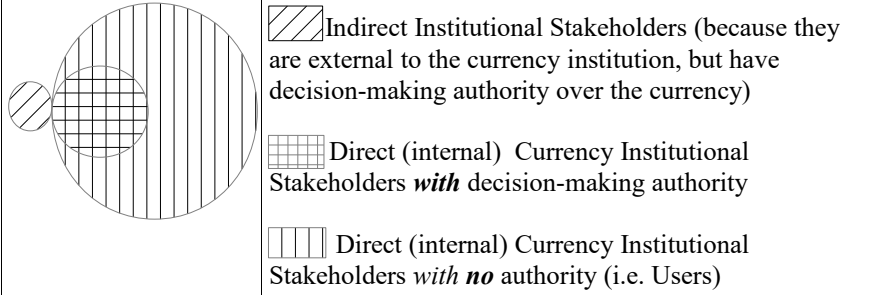 Indirect Institutional Stakeholders (because they
are external to the currency institution, but have
decision-making authority over the currency)
Direct (internal) Currency Institutional
Stakeholders with decision-making authority
Direct (internal) Currency Institutional
Stakeholders with no authority (i.e. Users)